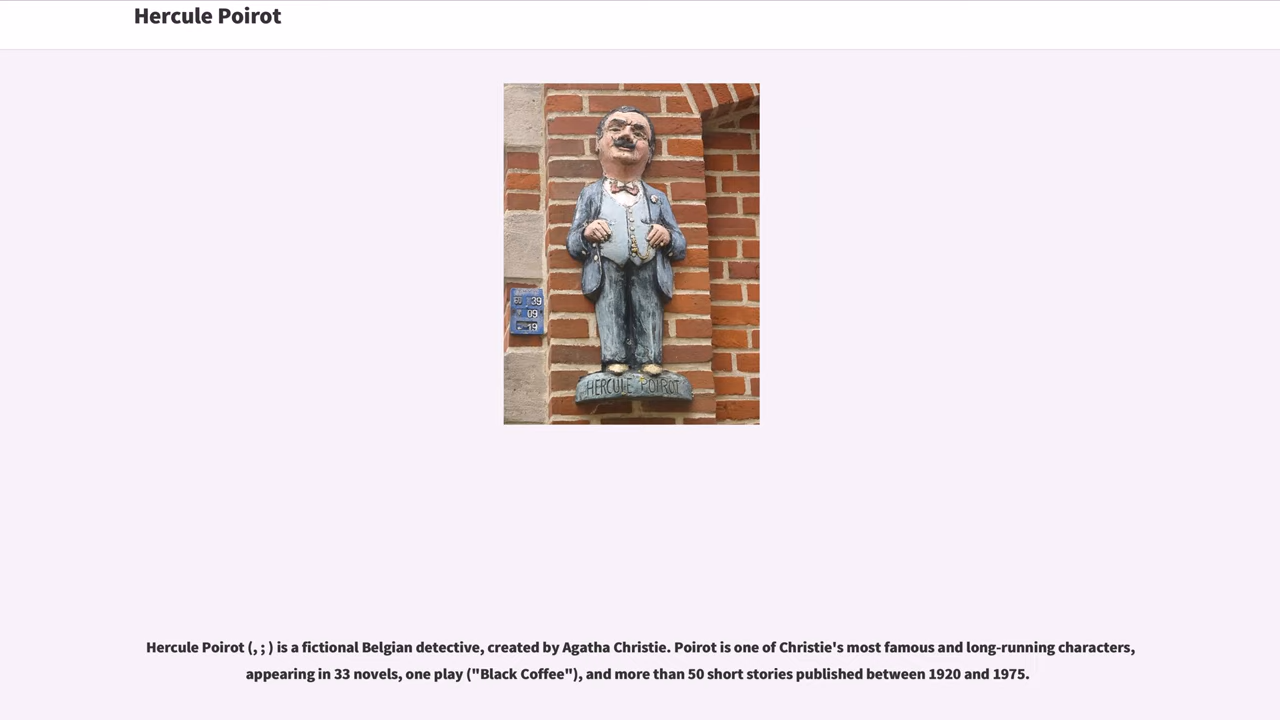 Hercule Poirot
39
09
19
HERCULE POIROT
Hercule Poirot (, ; ) is a fictional Belgian detective, created by Agatha Christie. Poirot is one of Christie's most famous and long-running characters,
appearing in 33 novels, one play ("Black Coffee"), and more than 50 short stories published between 1920 and 1975.